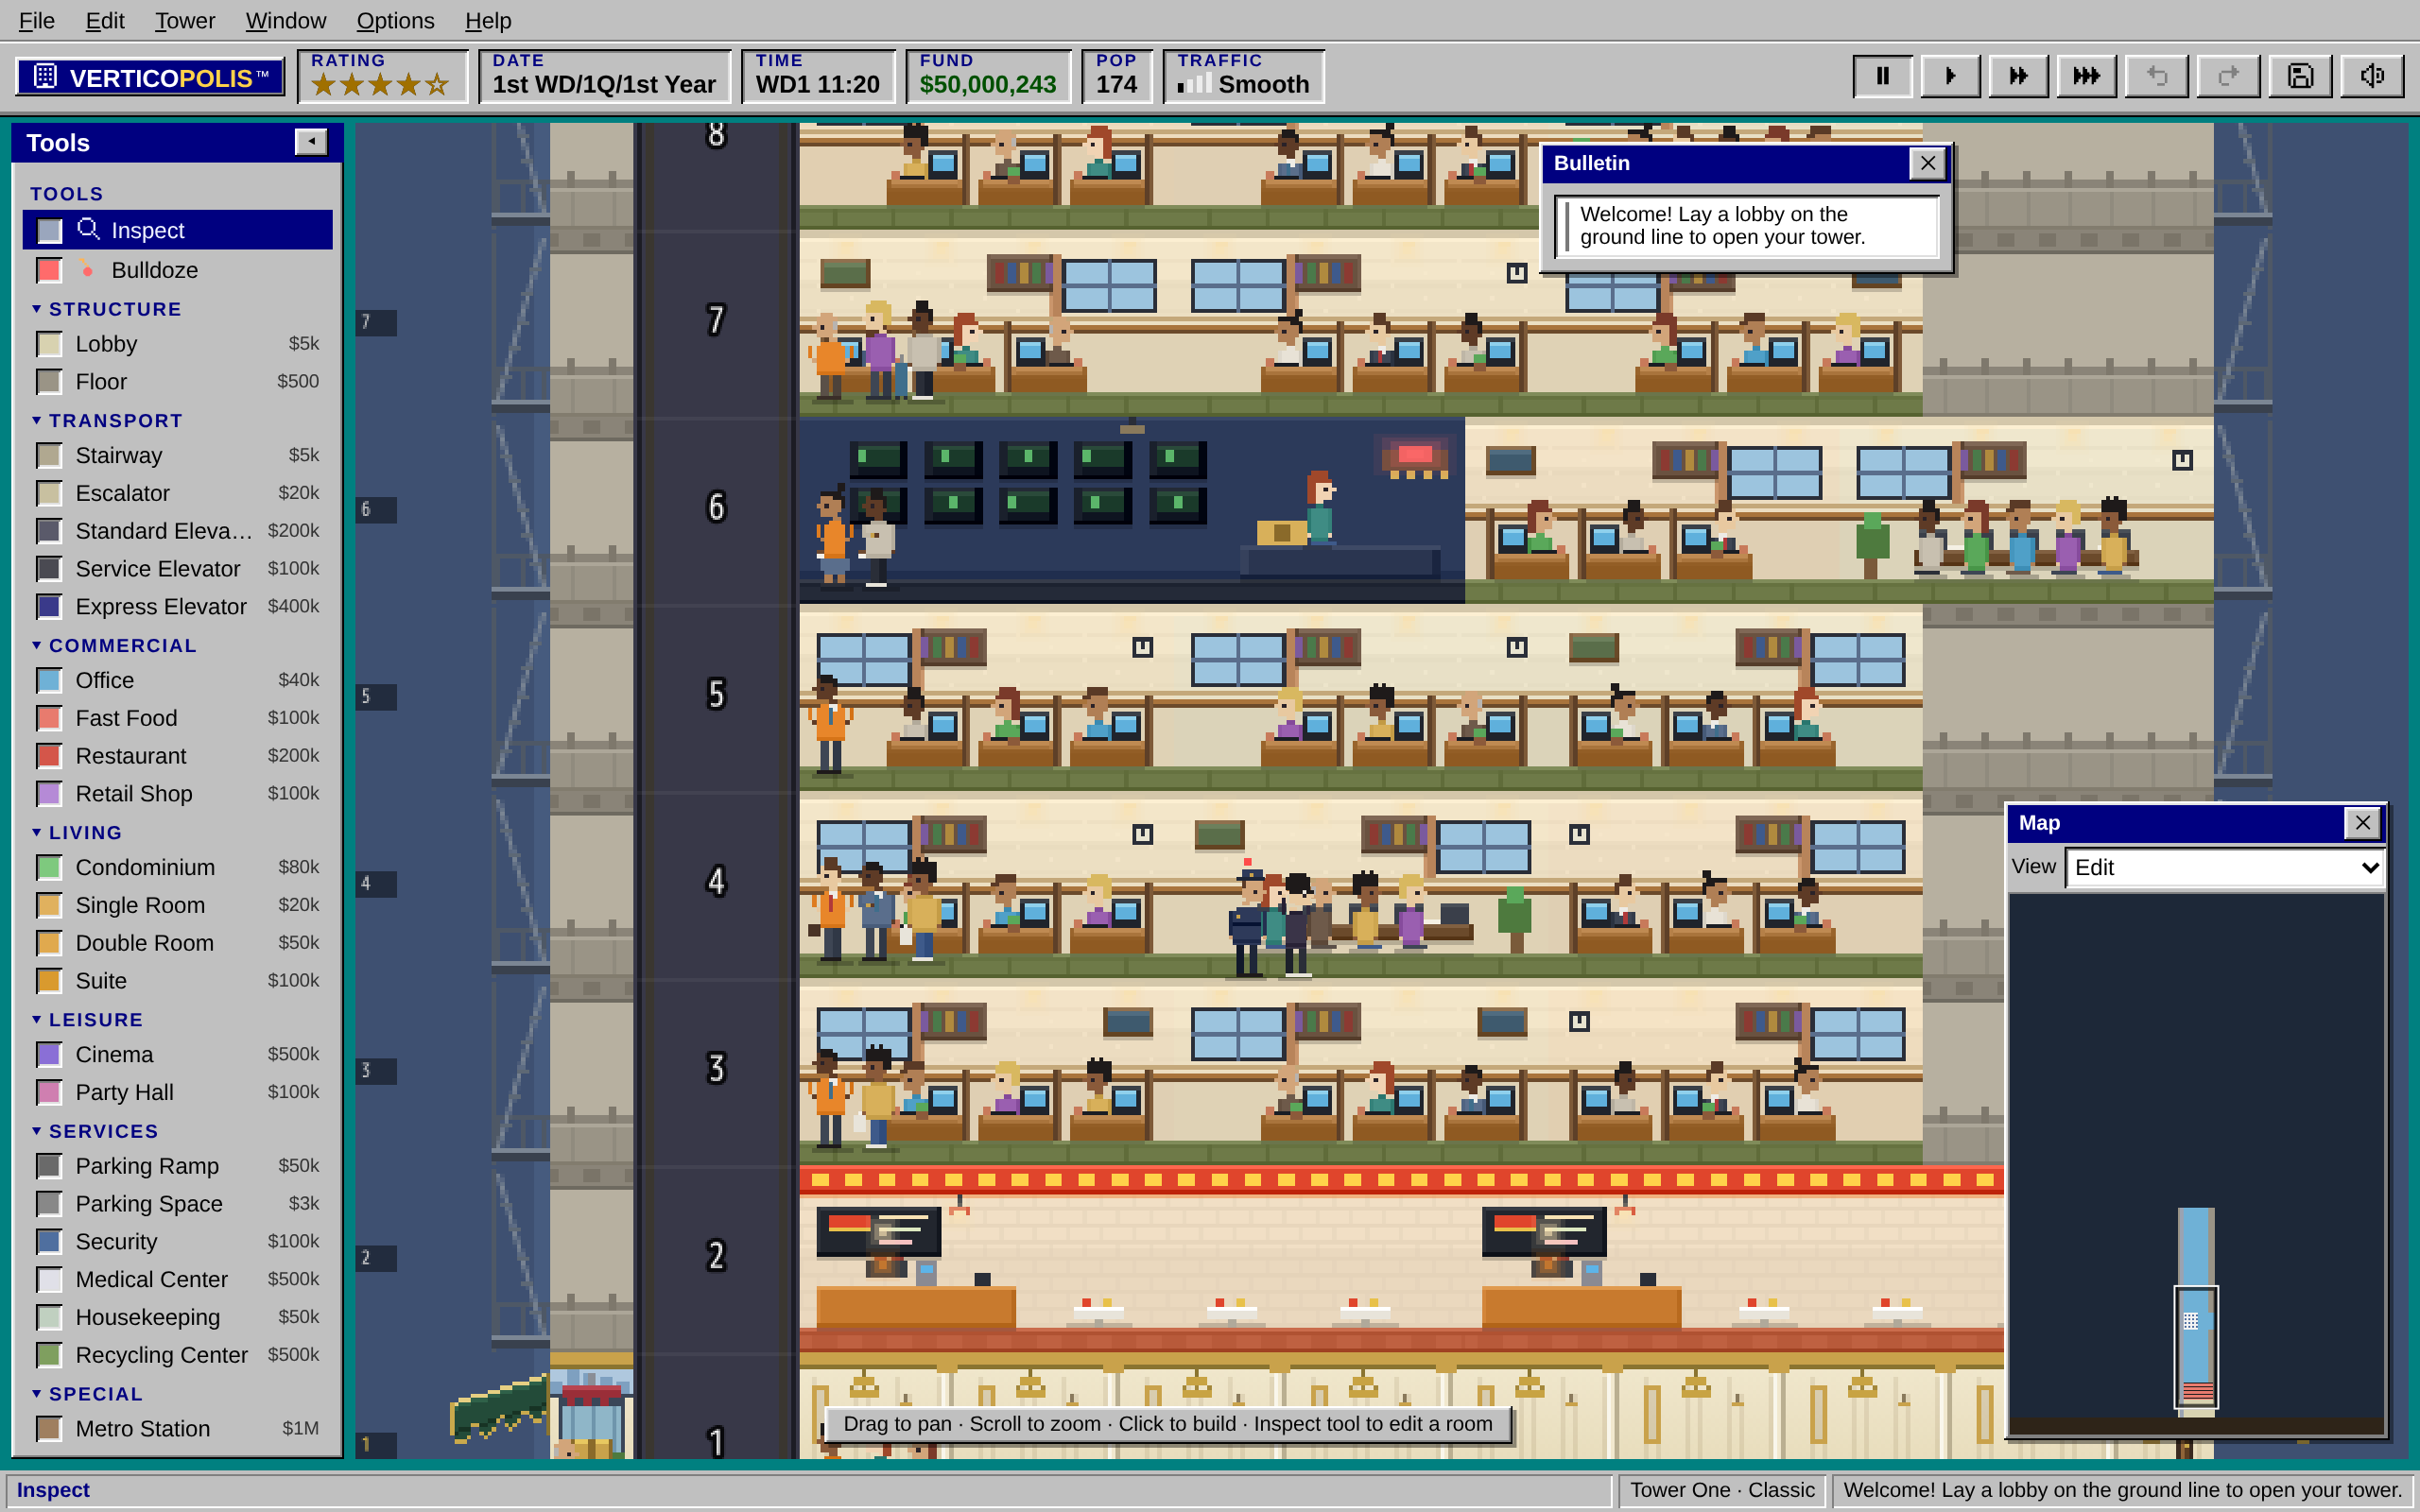 File Edit Tower Window Options Help
VERTICOPOLIS™
RATING
DATE
1st WD/1Q/1st Year
TIME
WD1 11:20
FUND
$50,000,243
POP
174
TRAFFIC
Smooth
Tools
TOOLS
Inspect
Bulldoze
STRUCTURE
Lobby $5k
Floor $500
TRANSPORT
Stairway $5k
Escalator $20k
Standard Eleva… $200k
Service Elevator $100k
Express Elevator $400k
COMMERCIAL
Office $40k
Fast Food $100k
Restaurant $200k
Retail Shop $100k
LIVING
Condominium $80k
Single Room $20k
Double Room $50k
Suite $100k
LEISURE
Cinema $500k
Party Hall $100k
SERVICES
Parking Ramp $50k
Parking Space $3k
Security $100k
Medical Center $500k
Housekeeping $50k
Recycling Center $500k
SPECIAL
Metro Station $1M
8
7 7
6 6
5 5
4 4
3 3
2 2
1 1
Bulletin
Welcome! Lay a lobby on the
ground line to open your tower.
Map
View Edit
Drag to pan · Scroll to zoom · Click to build · Inspect tool to edit a room
Inspect
Tower One · Classic
Welcome! Lay a lobby on the ground line to open your tower.